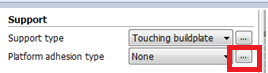 Support
Support type Touching buildplate ...
Platform adhesion type None ...